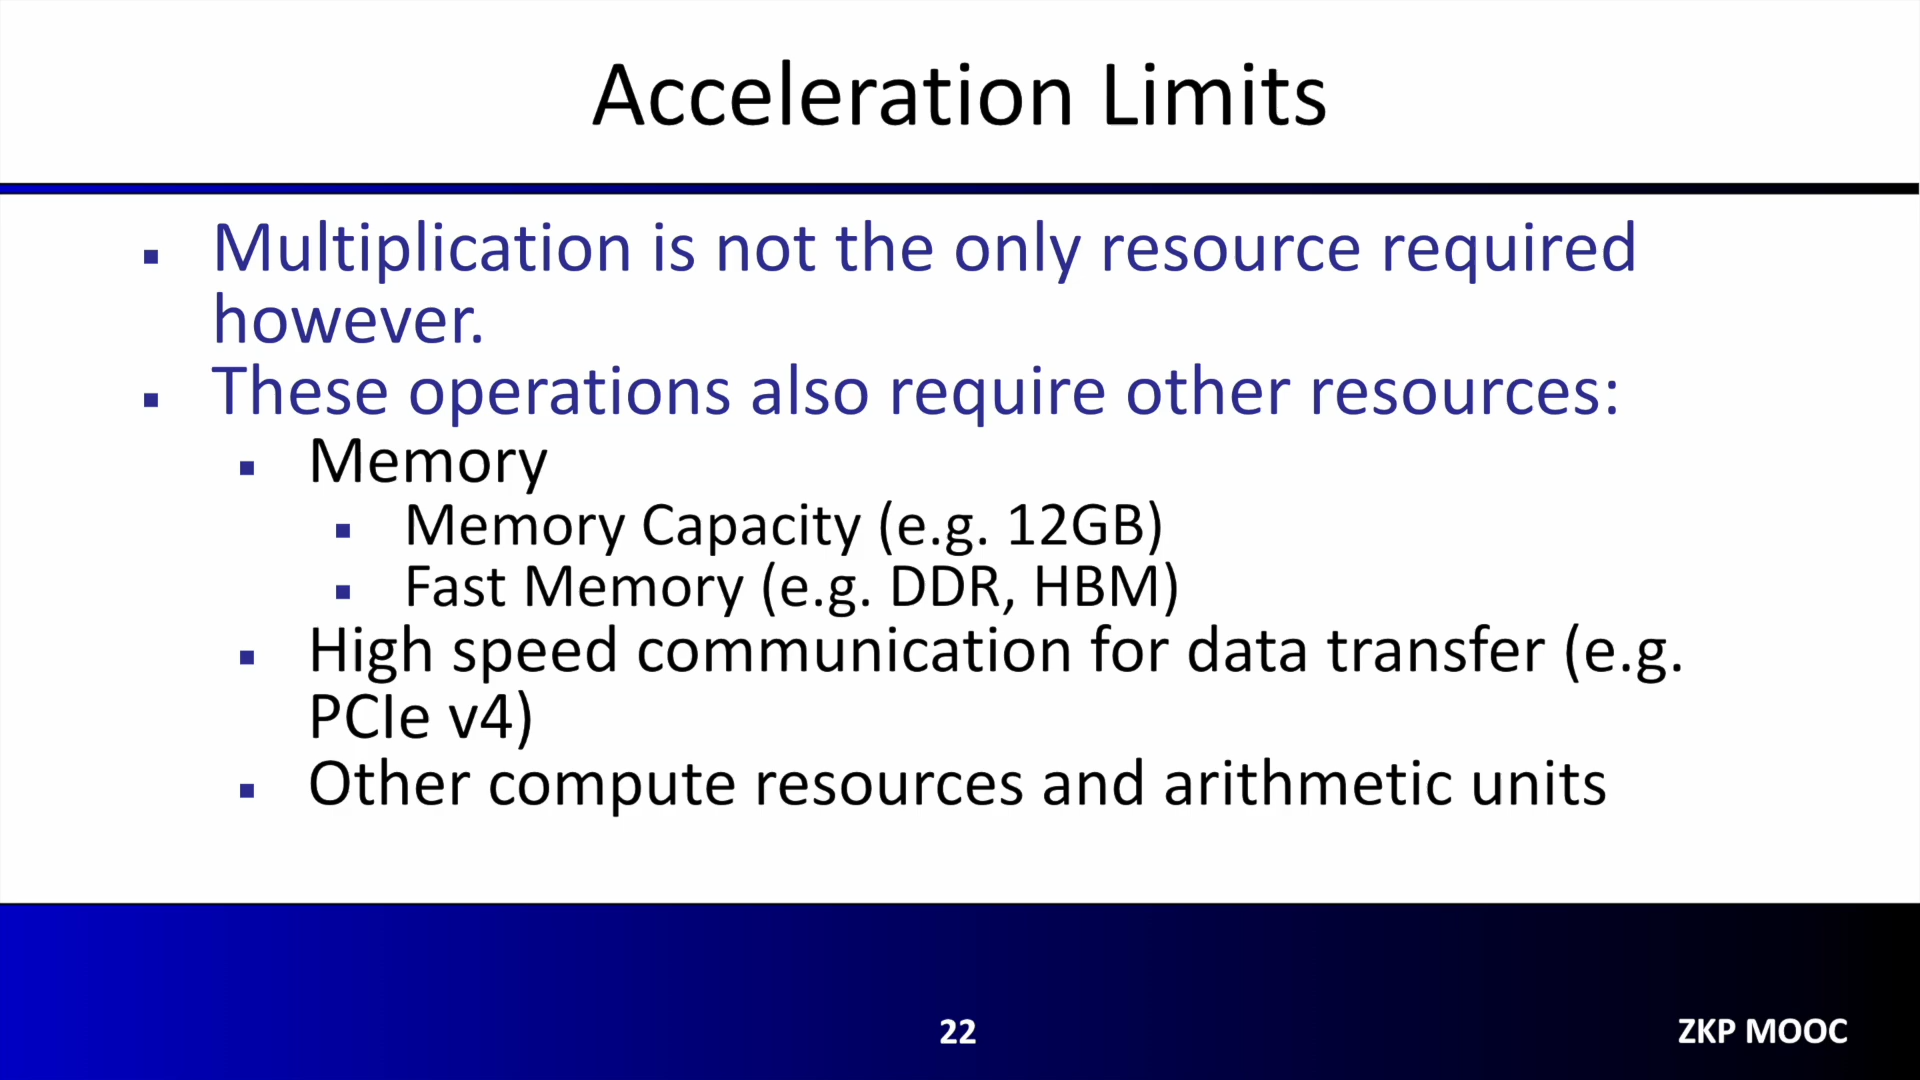 Acceleration Limits
Multiplication is not the only resource required
however.
These operations also require other resources:
Memory
Memory Capacity (e.g. 12GB)
Fast Memory (e.g. DDR, HBM)
High speed communication for data transfer (e.g.
PCIe v4)
Other compute resources and arithmetic units
22
ZKP MOOC